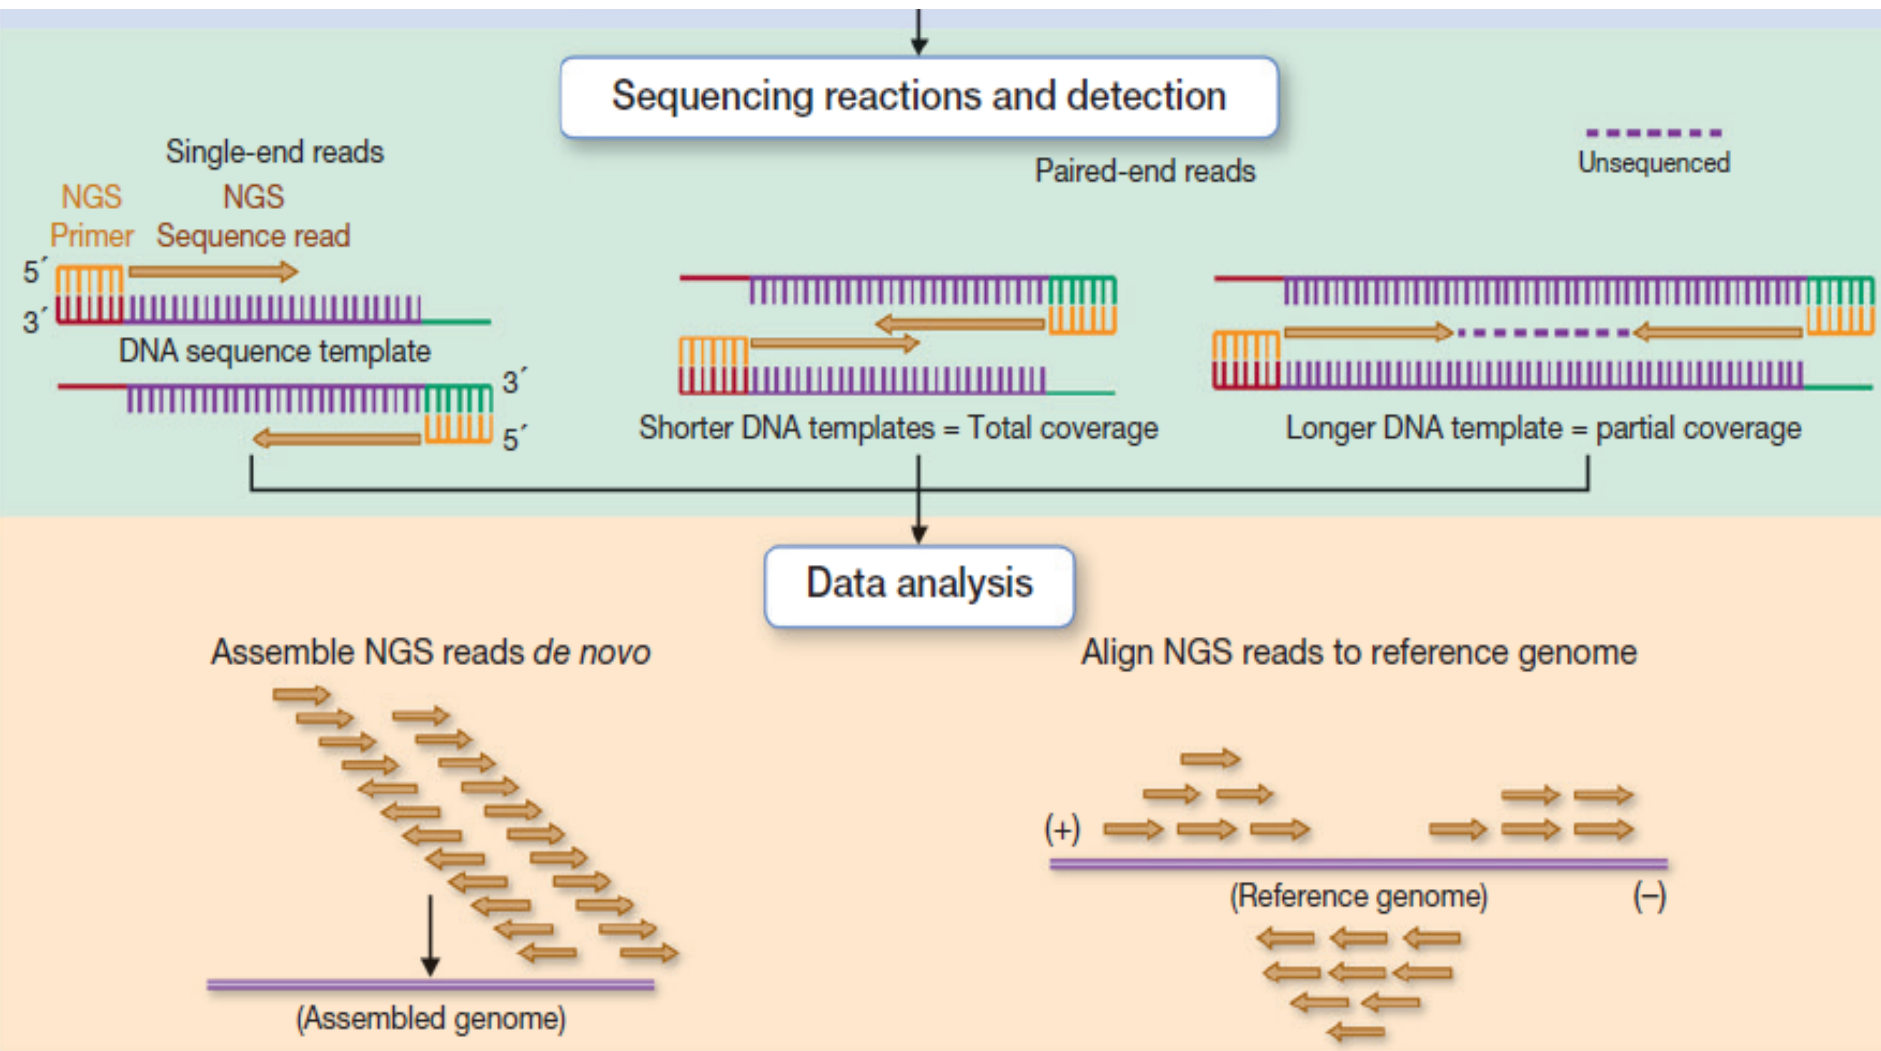 Sequencing reactions and detection
Single-end reads
Paired-end reads
Unsequenced
NGS
Primer
NGS
Sequence read
5´
3´
DNA sequence template
3´
5´
Shorter DNA templates = Total coverage
Longer DNA template = partial coverage
Data analysis
Assemble NGS reads de novo
(Assembled genome)
Align NGS reads to reference genome
(+)
(Reference genome)
(–)